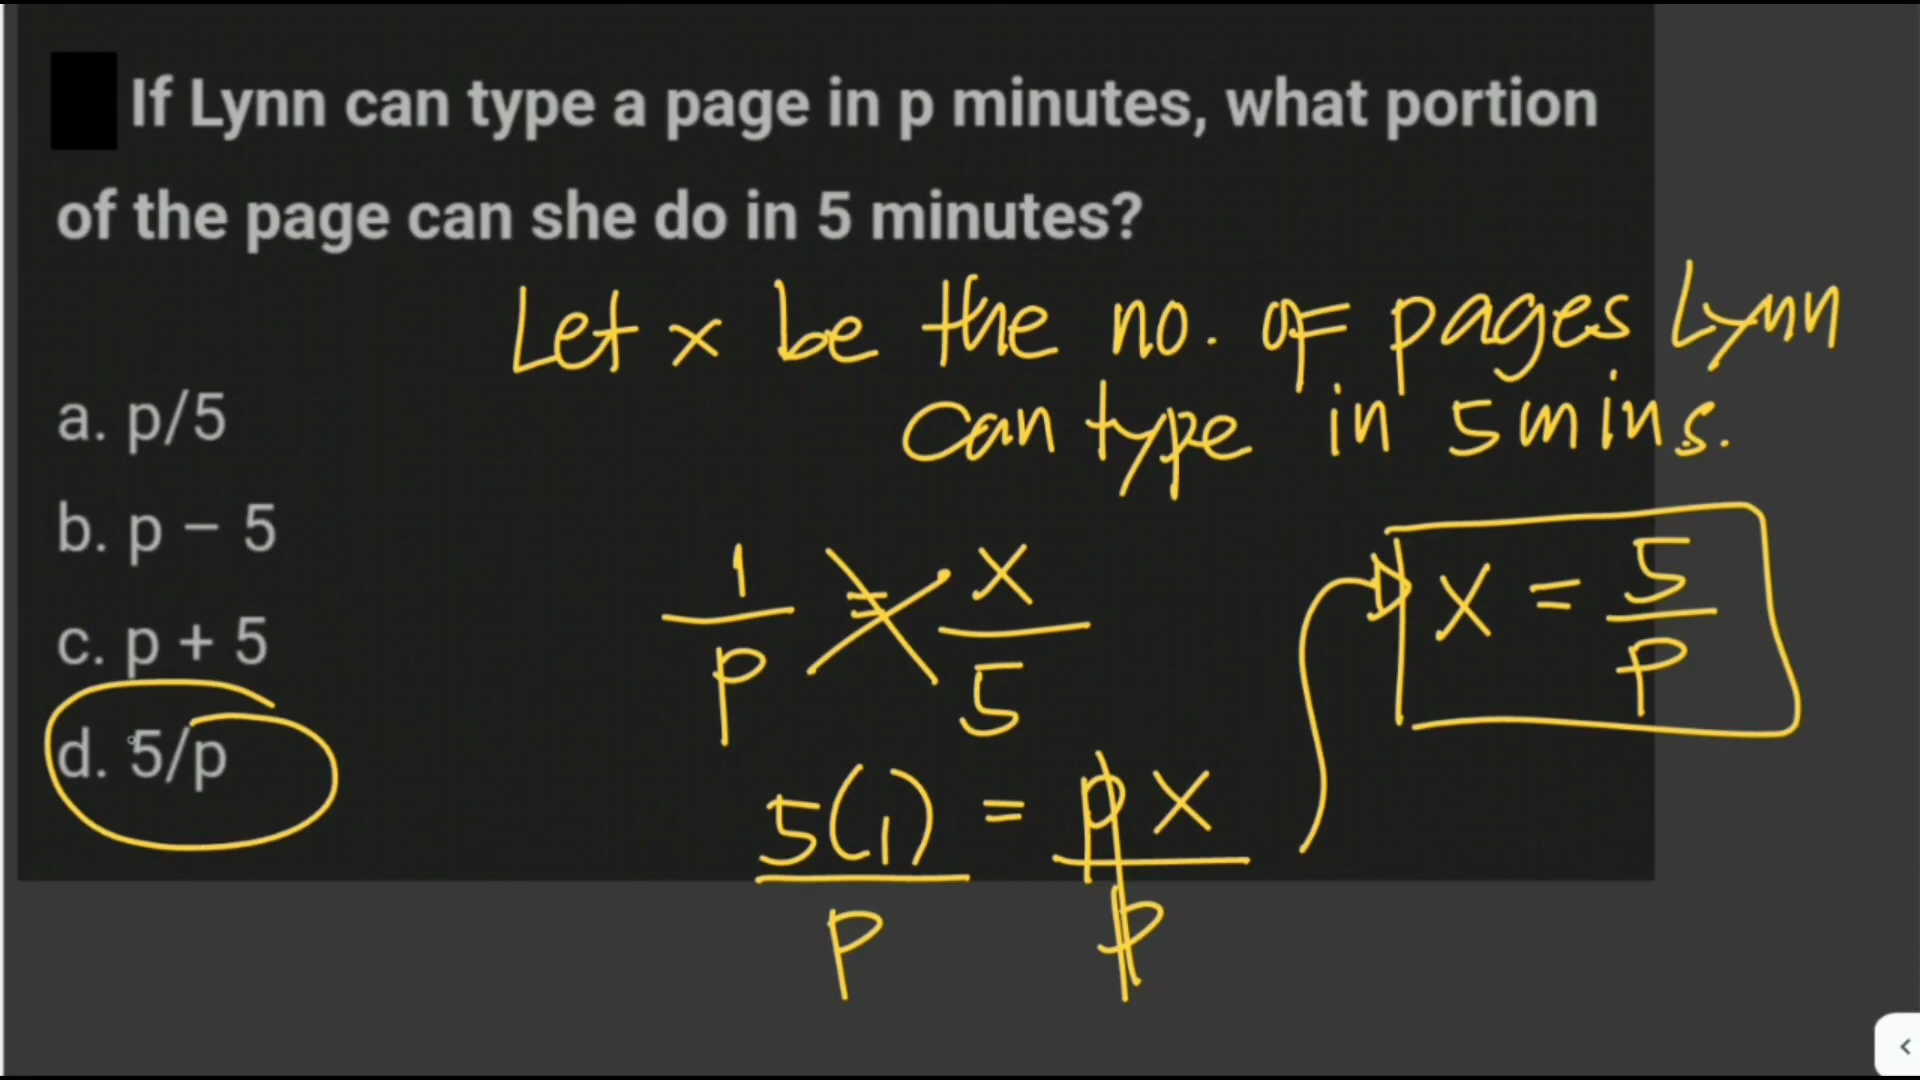 If Lynn can type a page in p minutes, what portion
of the page can she do in 5 minutes?
Let x be the no. of pages Lynn
can type in 5 mins.
a. p/5
b. p – 5
c. p + 5
d. 5/p
1/p = x/5
5(1)/p = px/p
x = 5/p